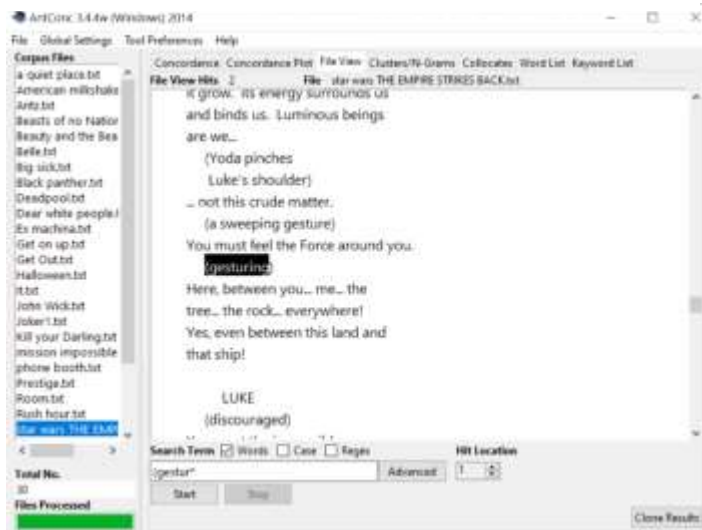 AntConc 3.4.4w (Windows) 2014
File Global Settings Tool Preferences Help
Corpus Files
a quiet place.txt
American milkshake
Antz.txt
Beasts of no Nation
Beauty and the Bea
Belle.txt
Big sick.txt
Black panther.txt
Deadpool.txt
Dear white people.t
Ex machina.txt
Get on up.txt
Get Out.txt
Halloween.txt
It.txt
John Wick.txt
Joker1.txt
Kill your Darling.txt
mission impossible
phone booth.txt
Prestige.txt
Room.txt
Rush hour.txt
star wars THE EMP
Total No.
30
Files Processed
Concordance Concordance Plot File View Clusters/N-Grams Collocates Word List Keyword List
File View Hits 2 File star wars THE EMPIRE STRIKES BACK.txt
it grow. Its energy surrounds us
and binds us. Luminous beings
are we...
(Yoda pinches
Luke's shoulder)
... not this crude matter.
(a sweeping gesture)
You must feel the Force around you.
(gesturing)
Here, between you... me... the
tree... the rock... everywhere!
Yes, even between this land and
that ship!
LUKE
(discouraged)
Search Term Words Case Regex Hit Location
(gestur* Advanced 1
Start Stop
Clone Results